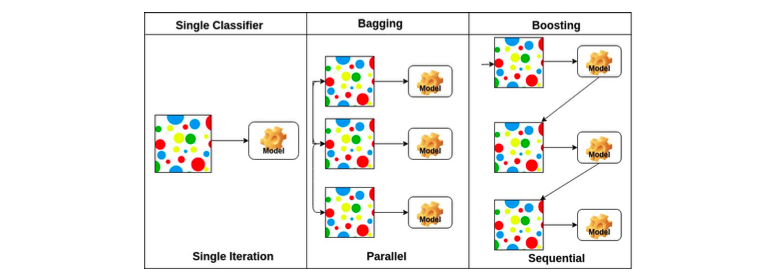 Single Classifier
Bagging
Boosting
Model
Model
Model
Model
Model
Model
Model
Single Iteration
Parallel
Sequential